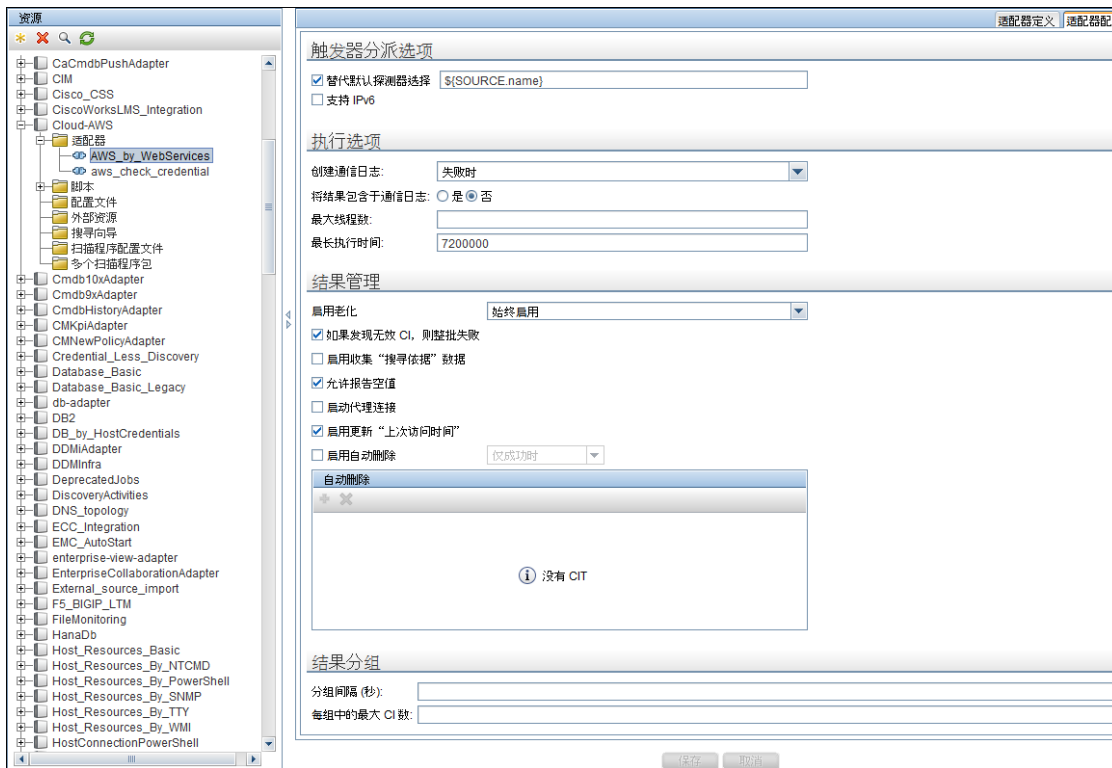 资源
CaCmdbPushAdapter
CIM
Cisco_CSS
CiscoWorksLMS_Integration
Cloud-AWS
适配器
AWS_by_WebServices
aws_check_credential
脚本
配置文件
外部资源
搜寻向导
扫描程序配置文件
多个扫描程序包
Cmdb10xAdapter
Cmdb9xAdapter
CmdbHistoryAdapter
CMKpiAdapter
CMNewPolicyAdapter
Credential_Less_Discovery
Database_Basic
Database_Basic_Legacy
db-adapter
DB2
DB_by_HostCredentials
DDMiAdapter
DDMInfra
DeprecatedJobs
DiscoveryActivities
DNS_topology
ECC_Integration
EMC_AutoStart
enterprise-view-adapter
EnterpriseCollaborationAdapter
External_source_import
F5_BIGIP_LTM
FileMonitoring
HanaDb
Host_Resources_Basic
Host_Resources_By_NTCMD
Host_Resources_By_PowerShell
Host_Resources_By_SNMP
Host_Resources_By_TTY
Host_Resources_By_WMI
HostConnectionPowerShell
适配器定义 适配器配
触发器分派选项
替代默认探测器选择 ${SOURCE.name}
支持 IPv6
执行选项
创建通信日志: 失败时
将结果包含于通信日志: 是 否
最大线程数:
最长执行时间: 7200000
结果管理
启用老化 始终启用
如果发现无效 CI，则整批失败
启用收集“搜寻依据”数据
允许报告空值
启动代理连接
启用更新“上次访问时间”
启用自动删除 仅成功时
自动删除
没有 CIT
结果分组
分组间隔 (秒):
每组中的最大 CI 数:
保存 取消